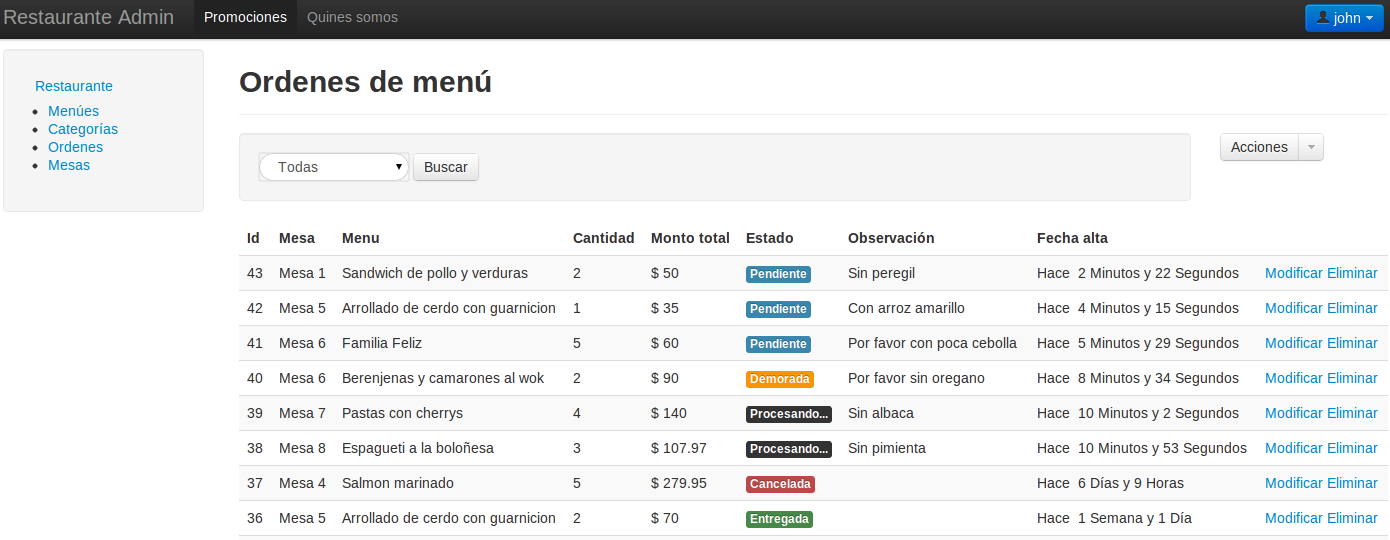 Restaurante Admin Promociones Quines somos john
Restaurante
Menúes
Categorías
Ordenes
Mesas
Ordenes de menú
Todas Buscar Acciones
Id Mesa Menu Cantidad Monto total Estado Observación Fecha alta
43 Mesa 1 Sandwich de pollo y verduras 2 $ 50 Pendiente Sin peregil Hace 2 Minutos y 22 Segundos Modificar Eliminar
42 Mesa 5 Arrollado de cerdo con guarnicion 1 $ 35 Pendiente Con arroz amarillo Hace 4 Minutos y 15 Segundos Modificar Eliminar
41 Mesa 6 Familia Feliz 5 $ 60 Pendiente Por favor con poca cebolla Hace 5 Minutos y 29 Segundos Modificar Eliminar
40 Mesa 6 Berenjenas y camarones al wok 2 $ 90 Demorada Por favor sin oregano Hace 8 Minutos y 34 Segundos Modificar Eliminar
39 Mesa 7 Pastas con cherrys 4 $ 140 Procesando... Sin albaca Hace 10 Minutos y 2 Segundos Modificar Eliminar
38 Mesa 8 Espagueti a la boloñesa 3 $ 107.97 Procesando... Sin pimienta Hace 10 Minutos y 53 Segundos Modificar Eliminar
37 Mesa 4 Salmon marinado 5 $ 279.95 Cancelada Hace 6 Días y 9 Horas Modificar Eliminar
36 Mesa 5 Arrollado de cerdo con guarnicion 2 $ 70 Entregada Hace 1 Semana y 1 Día Modificar Eliminar